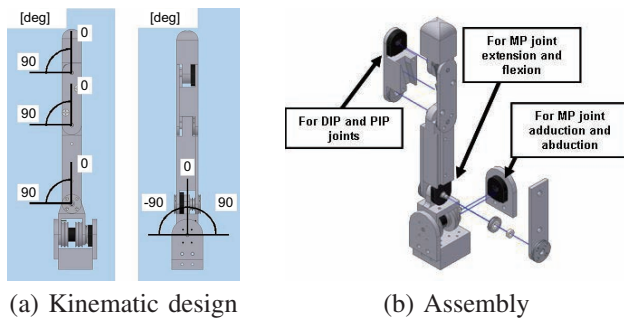 [deg]
0
90
0
90
0
90
[deg]
0
-90
90
For MP joint
extension and
flexion
For DIP and PIP
joints
For MP joint
adduction and
abduction
(a) Kinematic design
(b) Assembly